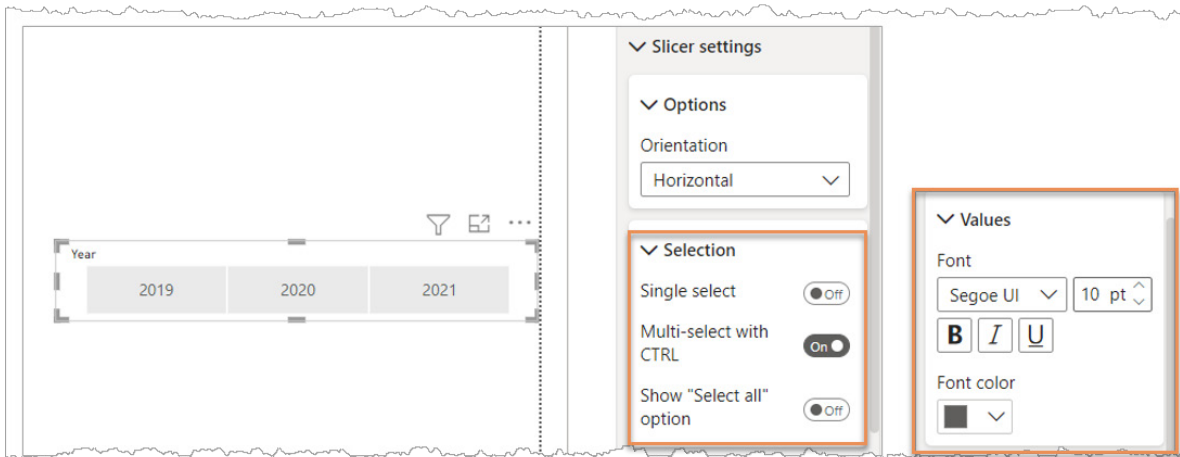 Year
2019 2020 2021
Slicer settings
Options
Orientation
Horizontal
Selection
Single select Off
Multi-select with
CTRL On
Show "Select all"
option Off
Values
Font
Segoe UI 10 pt
B I U
Font color